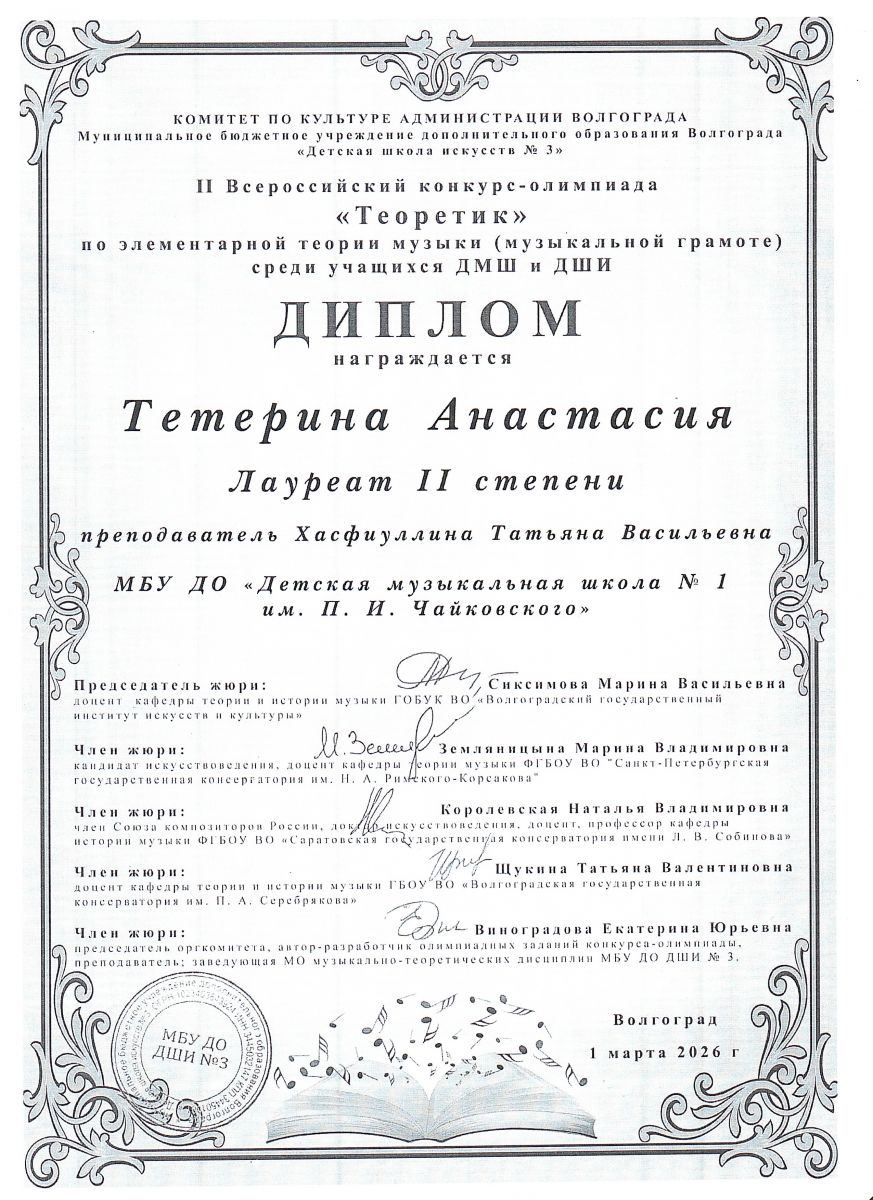 КОМИТЕТ ПО КУЛЬТУРЕ АДМИНИСТРАЦИИ ВОЛГОГРАДА
Муниципальное бюджетное учреждение дополнительного образования Волгограда
«Детская школа искусств № 3»
II Всероссийский конкурс-олимпиада
«Теоретик»
по элементарной теории музыки (музыкальной грамоте)
среди учащихся ДМШ и ДШИ
ДИПЛОМ
награждается
Тетерина Анастасия
Лауреат II степени
преподаватель Хасфиуллина Татьяна Васильевна
МБУ ДО «Детская музыкальная школа № 1
им. П. И. Чайковского»
Председатель жюри: Сиксимова Марина Васильевна
доцент кафедры теории и истории музыки ГОБУК ВО «Волгоградский государственный
институт искусств и культуры»
Член жюри: Земляницына Марина Владимировна
кандидат искусствоведения, доцент кафедры теории музыки ФГБОУ ВО "Санкт-Петербургская
государственная консерватория им. Н. А. Римского-Корсакова"
Член жюри: Королевская Наталья Владимировна
член Союза композиторов России, доктор искусствоведения, доцент, профессор кафедры
истории музыки ФГБОУ ВО «Саратовская государственная консерватория имени Л. В. Собинова»
Член жюри: Щукина Татьяна Валентиновна
доцент кафедры теории и истории музыки ГБОУ ВО «Волгоградская государственная
консерватория им. П. А. Серебрякова»
Член жюри: Виноградова Екатерина Юрьевна
председатель оргкомитета, автор-разработчик олимпиадных заданий конкурса-олимпиады,
преподаватель; заведующая МО музыкально-теоретических дисциплин МБУ ДО ДШИ № 3.
МБУ ДО
ДШИ №3
Волгоград
1 марта 2026 г